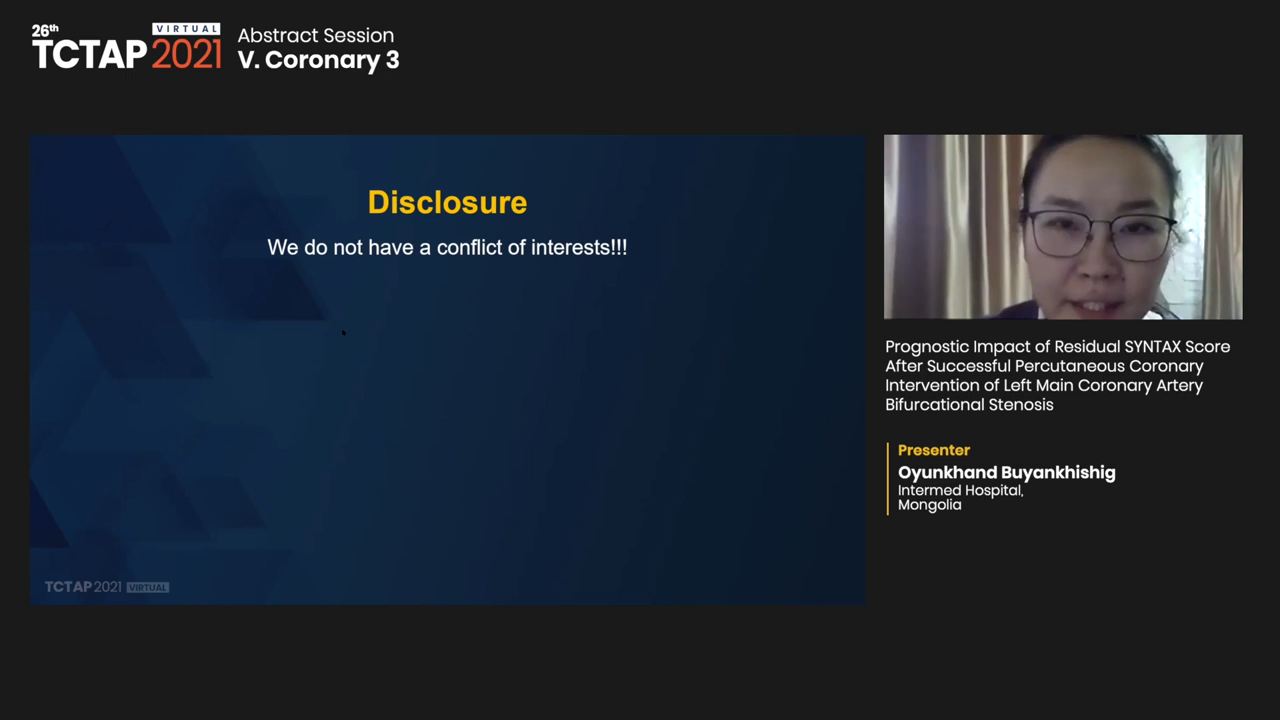 26th
VIRTUAL
TCTAP 2021
Abstract Session
V. Coronary 3
Disclosure
We do not have a conflict of interests!!!
TCTAP 2021 VIRTUAL
Prognostic Impact of Residual SYNTAX Score
After Successful Percutaneous Coronary
Intervention of Left Main Coronary Artery
Bifurcational Stenosis
Presenter
Oyunkhand Buyankhishig
Intermed Hospital,
Mongolia